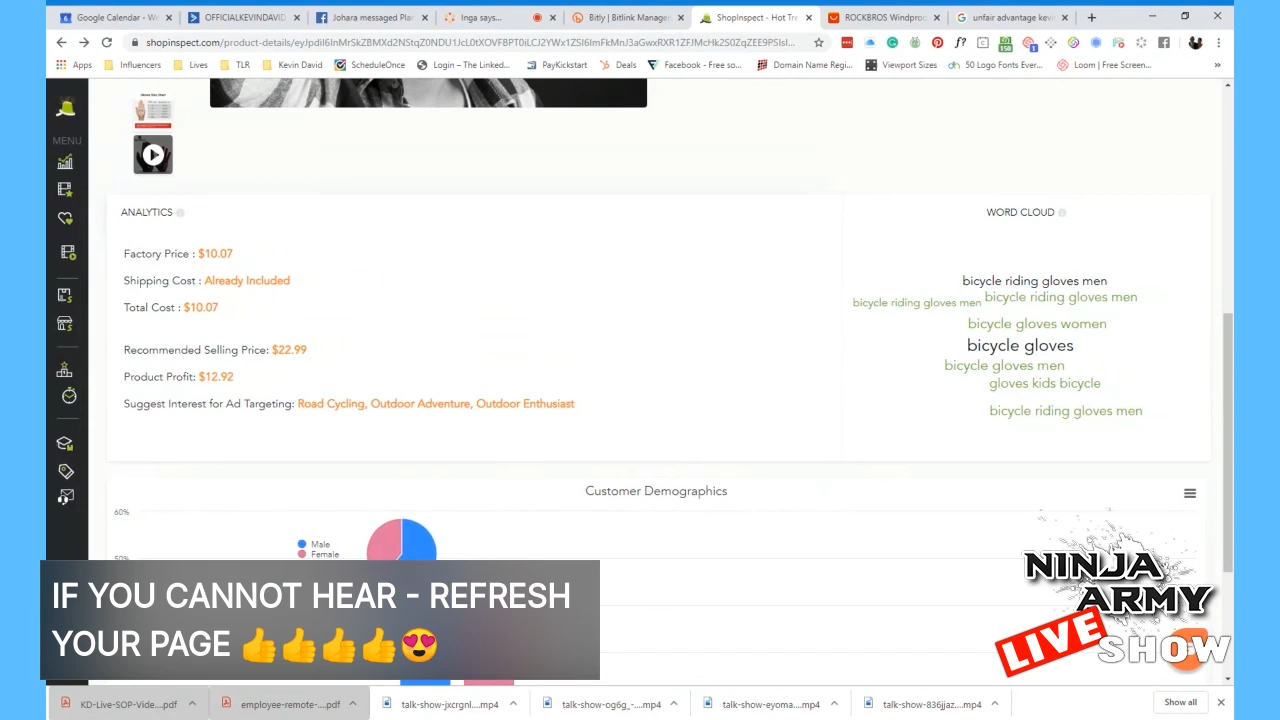 Google Calendar - We
OFFICIALKEVINDAVID
Johara messaged Pla
Inga says...
Bitly | Bitlink Manage
ShopInspect - Hot Tre
ROCKBROS Windproo
unfair advantage kevi
Apps
Influencers
Lives
TLR
Kevin David
ScheduleOnce
Login – The Linked...
PayKickstart
Deals
Facebook - Free so...
Domain Name Regi...
Viewport Sizes
50 Logo Fonts Ever...
Loom | Free Screen...
MENU
ANALYTICS
Factory Price : $10.07
Shipping Cost : Already Included
Total Cost : $10.07
Recommended Selling Price: $22.99
Product Profit: $12.92
Suggest Interest for Ad Targeting: Road Cycling, Outdoor Adventure, Outdoor Enthusiast
WORD CLOUD
bicycle riding gloves men
bicycle riding gloves men
bicycle riding gloves men
bicycle gloves women
bicycle gloves
bicycle gloves men
gloves kids bicycle
bicycle riding gloves men
Customer Demographics
60%
Male
Female
50%
IF YOU CANNOT HEAR - REFRESH
YOUR PAGE 👍👍👍👍😍
NINJA
ARMY
LIVE SHOW
KD-Live-SOP-Vide....pdf
employee-remote-....pdf
talk-show-jxcrgnl....mp4
talk-show-og6g_-....mp4
talk-show-eyoma....mp4
talk-show-836jjaz....mp4
Show all